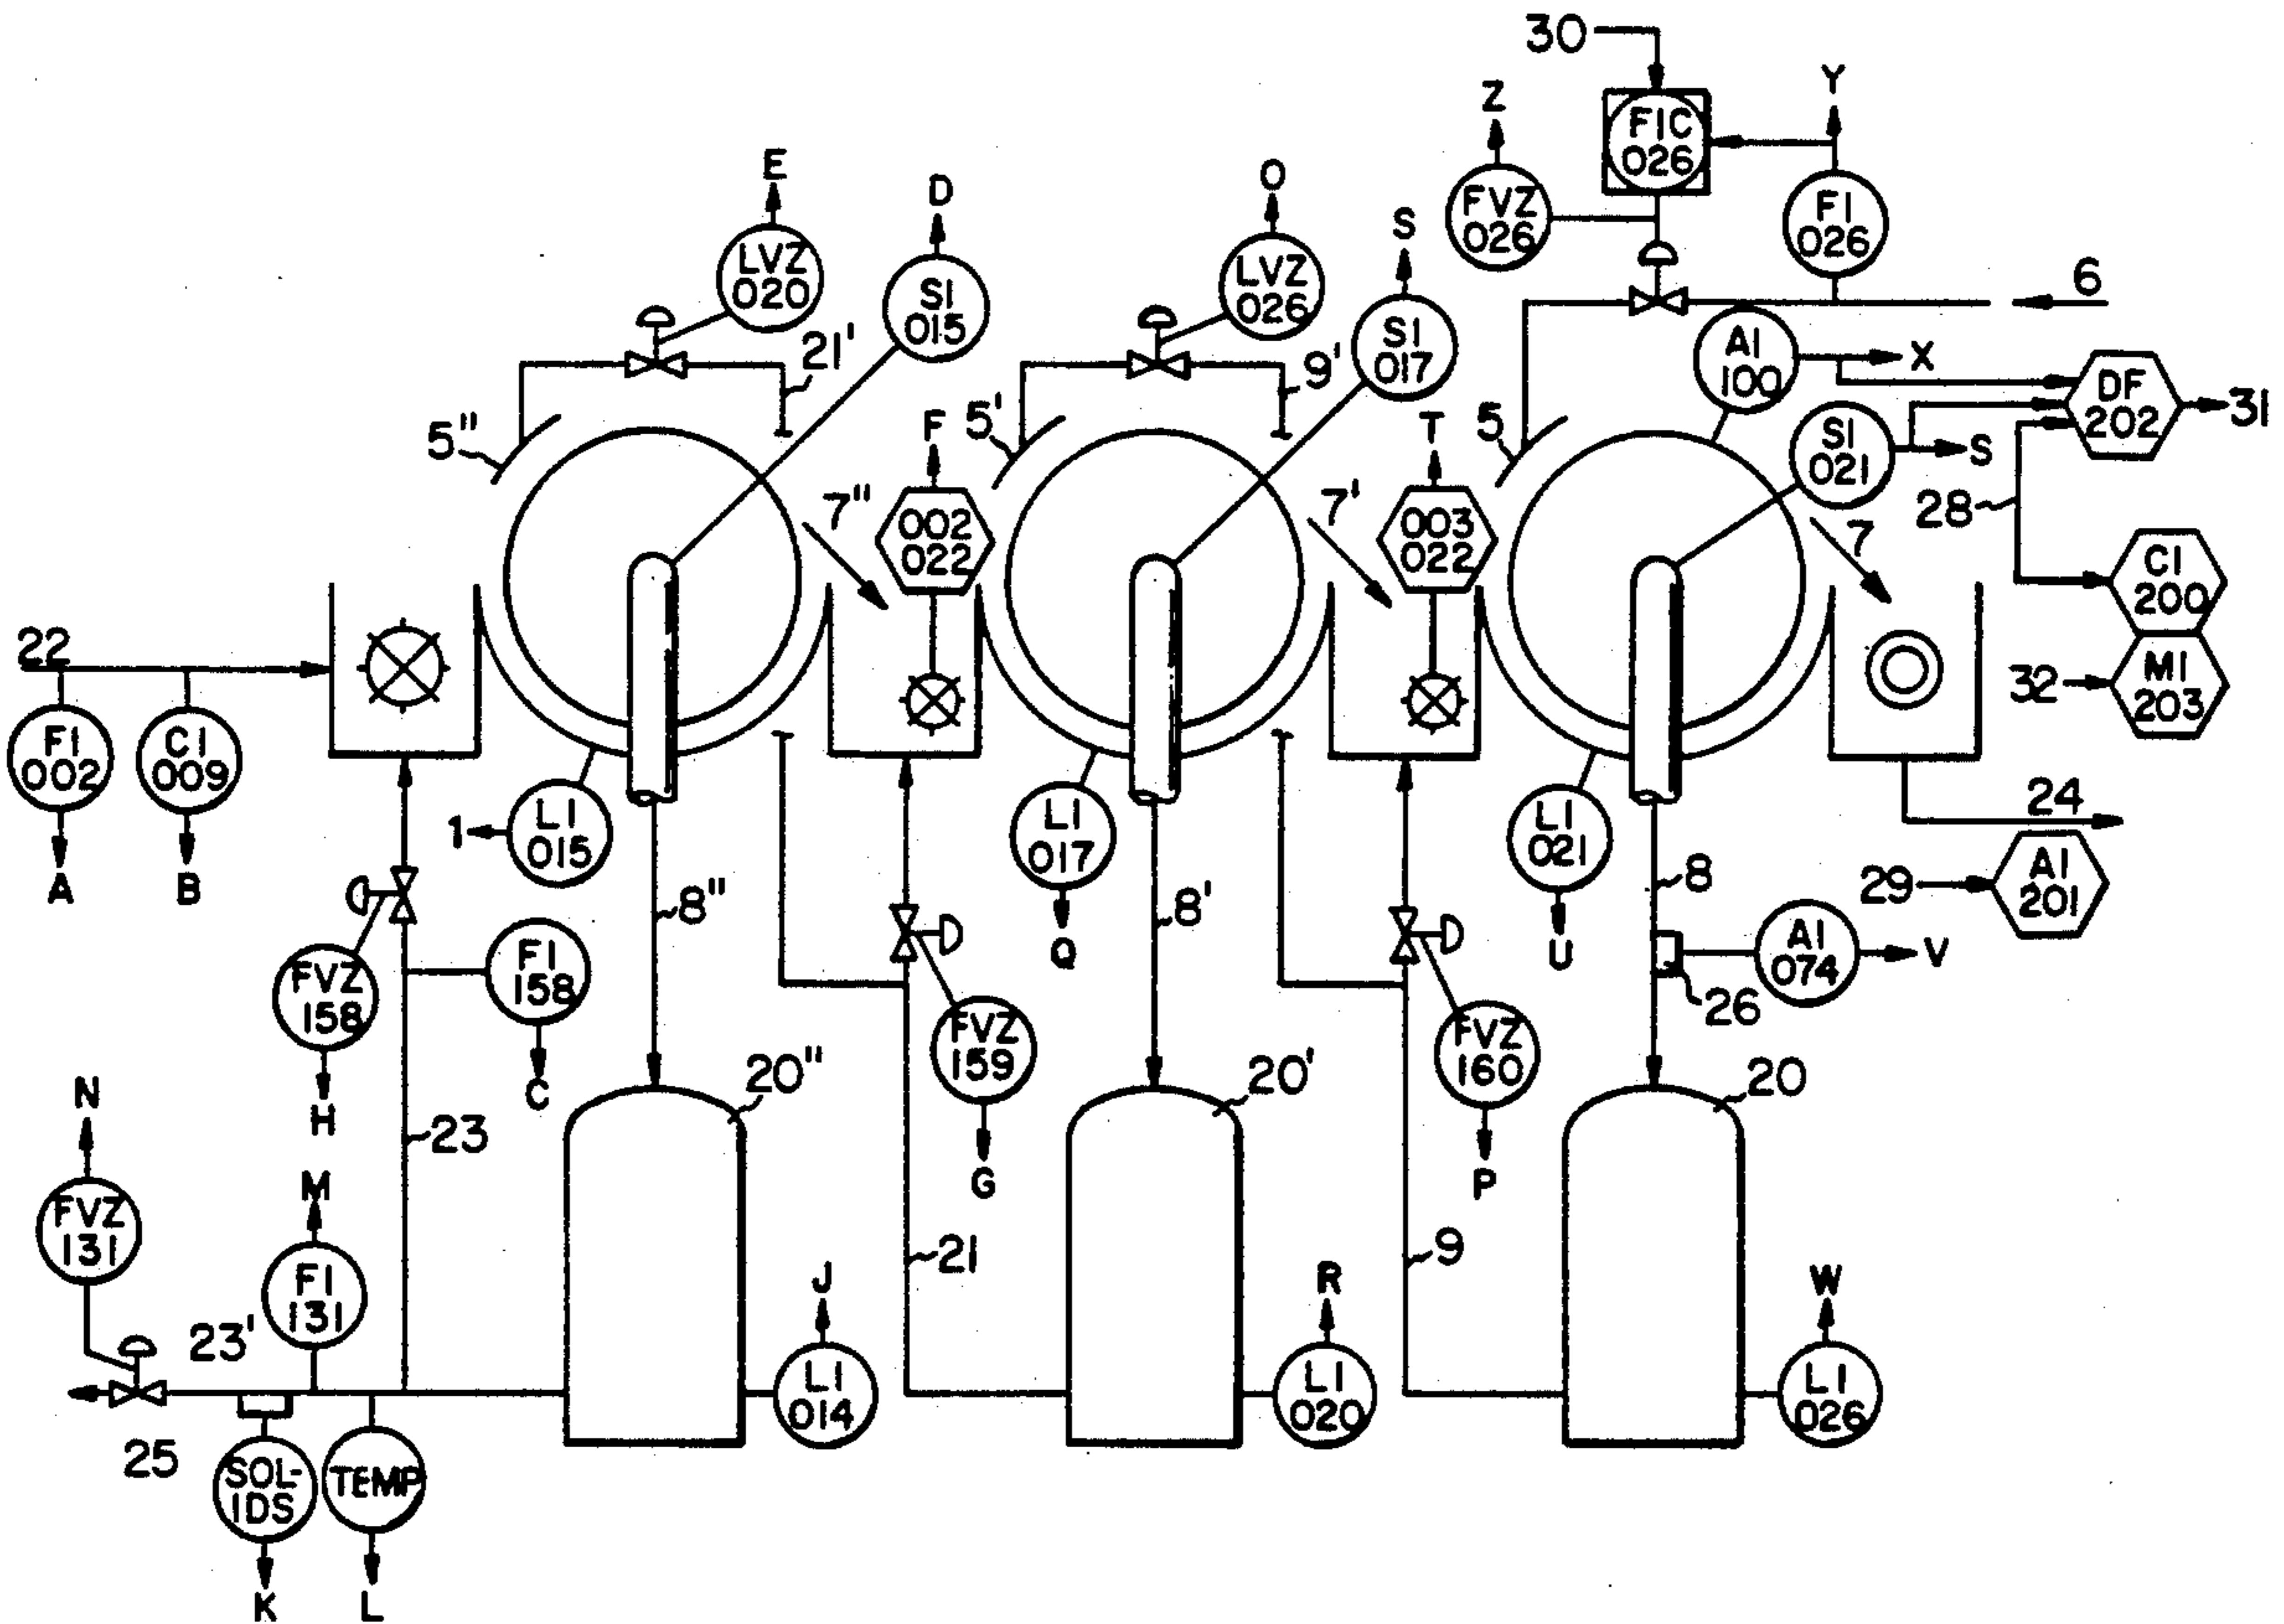 30
Y
Z
FIC
026
E
D
O
S
FVZ
026
FI
026
LVZ
020
SI
015
LVZ
026
SI
017
6
21'
9'
AI
100
X
DF
202
31
5"
F
5'
T
5
SI
021
S
28
7"
002
022
7'
003
022
7
CI
200
22
32
MI
203
FI
002
CI
009
1
LI
015
LI
017
LI
021
24
A
B
8"
8'
8
29
AI
201
Q
U
AI
074
V
26
FVZ
158
FI
158
FVZ
159
FVZ
160
N
H
C
20"
20'
20
23
M
G
P
FVZ
131
21
9
FI
131
J
R
W
23'
LI
014
LI
020
LI
026
25
SOL-
IDS
TEMP
K
L